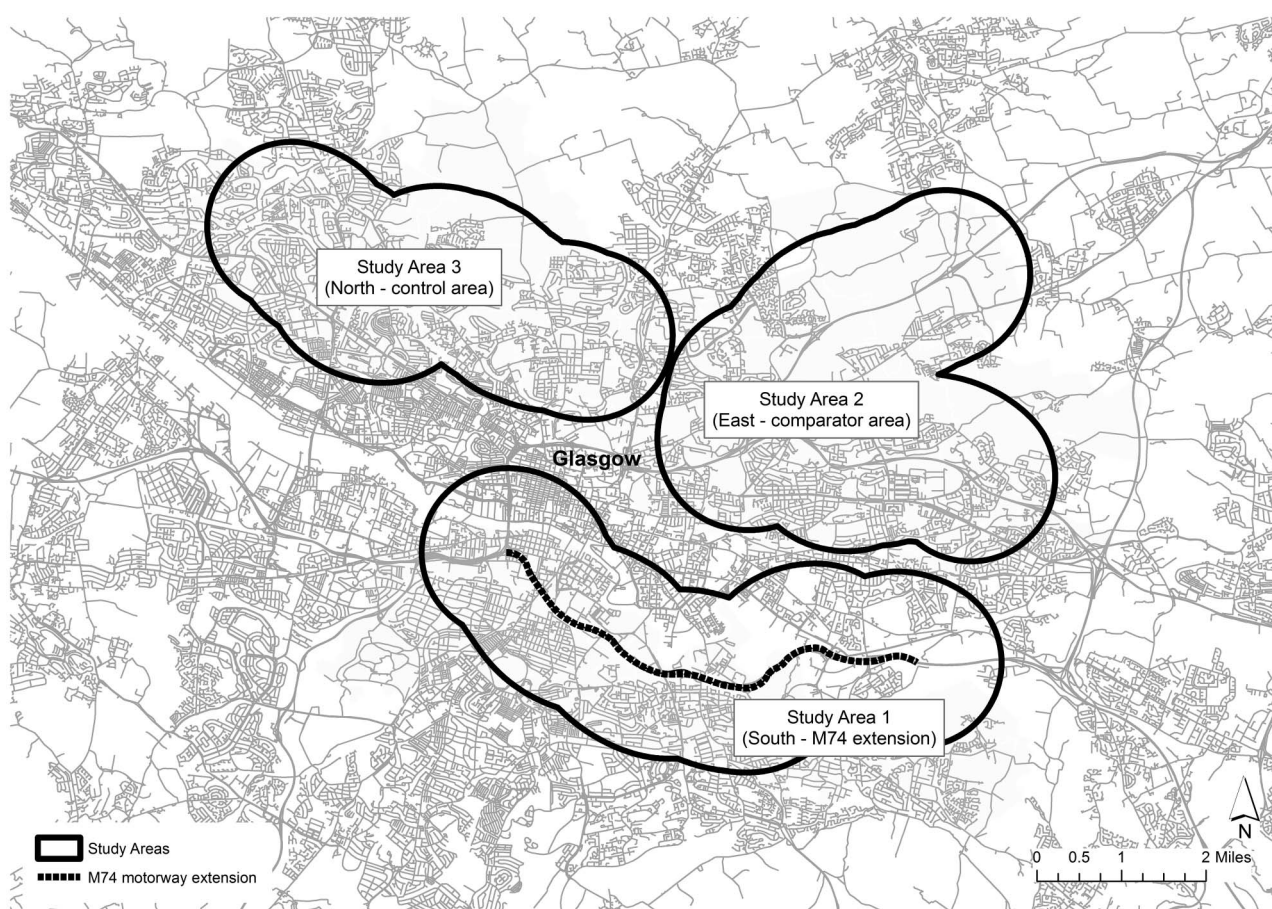 Study Area 3
(North - control area)
Study Area 2
(East - comparator area)
Glasgow
Study Area 1
(South - M74 extension)
Study Areas
M74 motorway extension
N
0 0.5 1 2 Miles